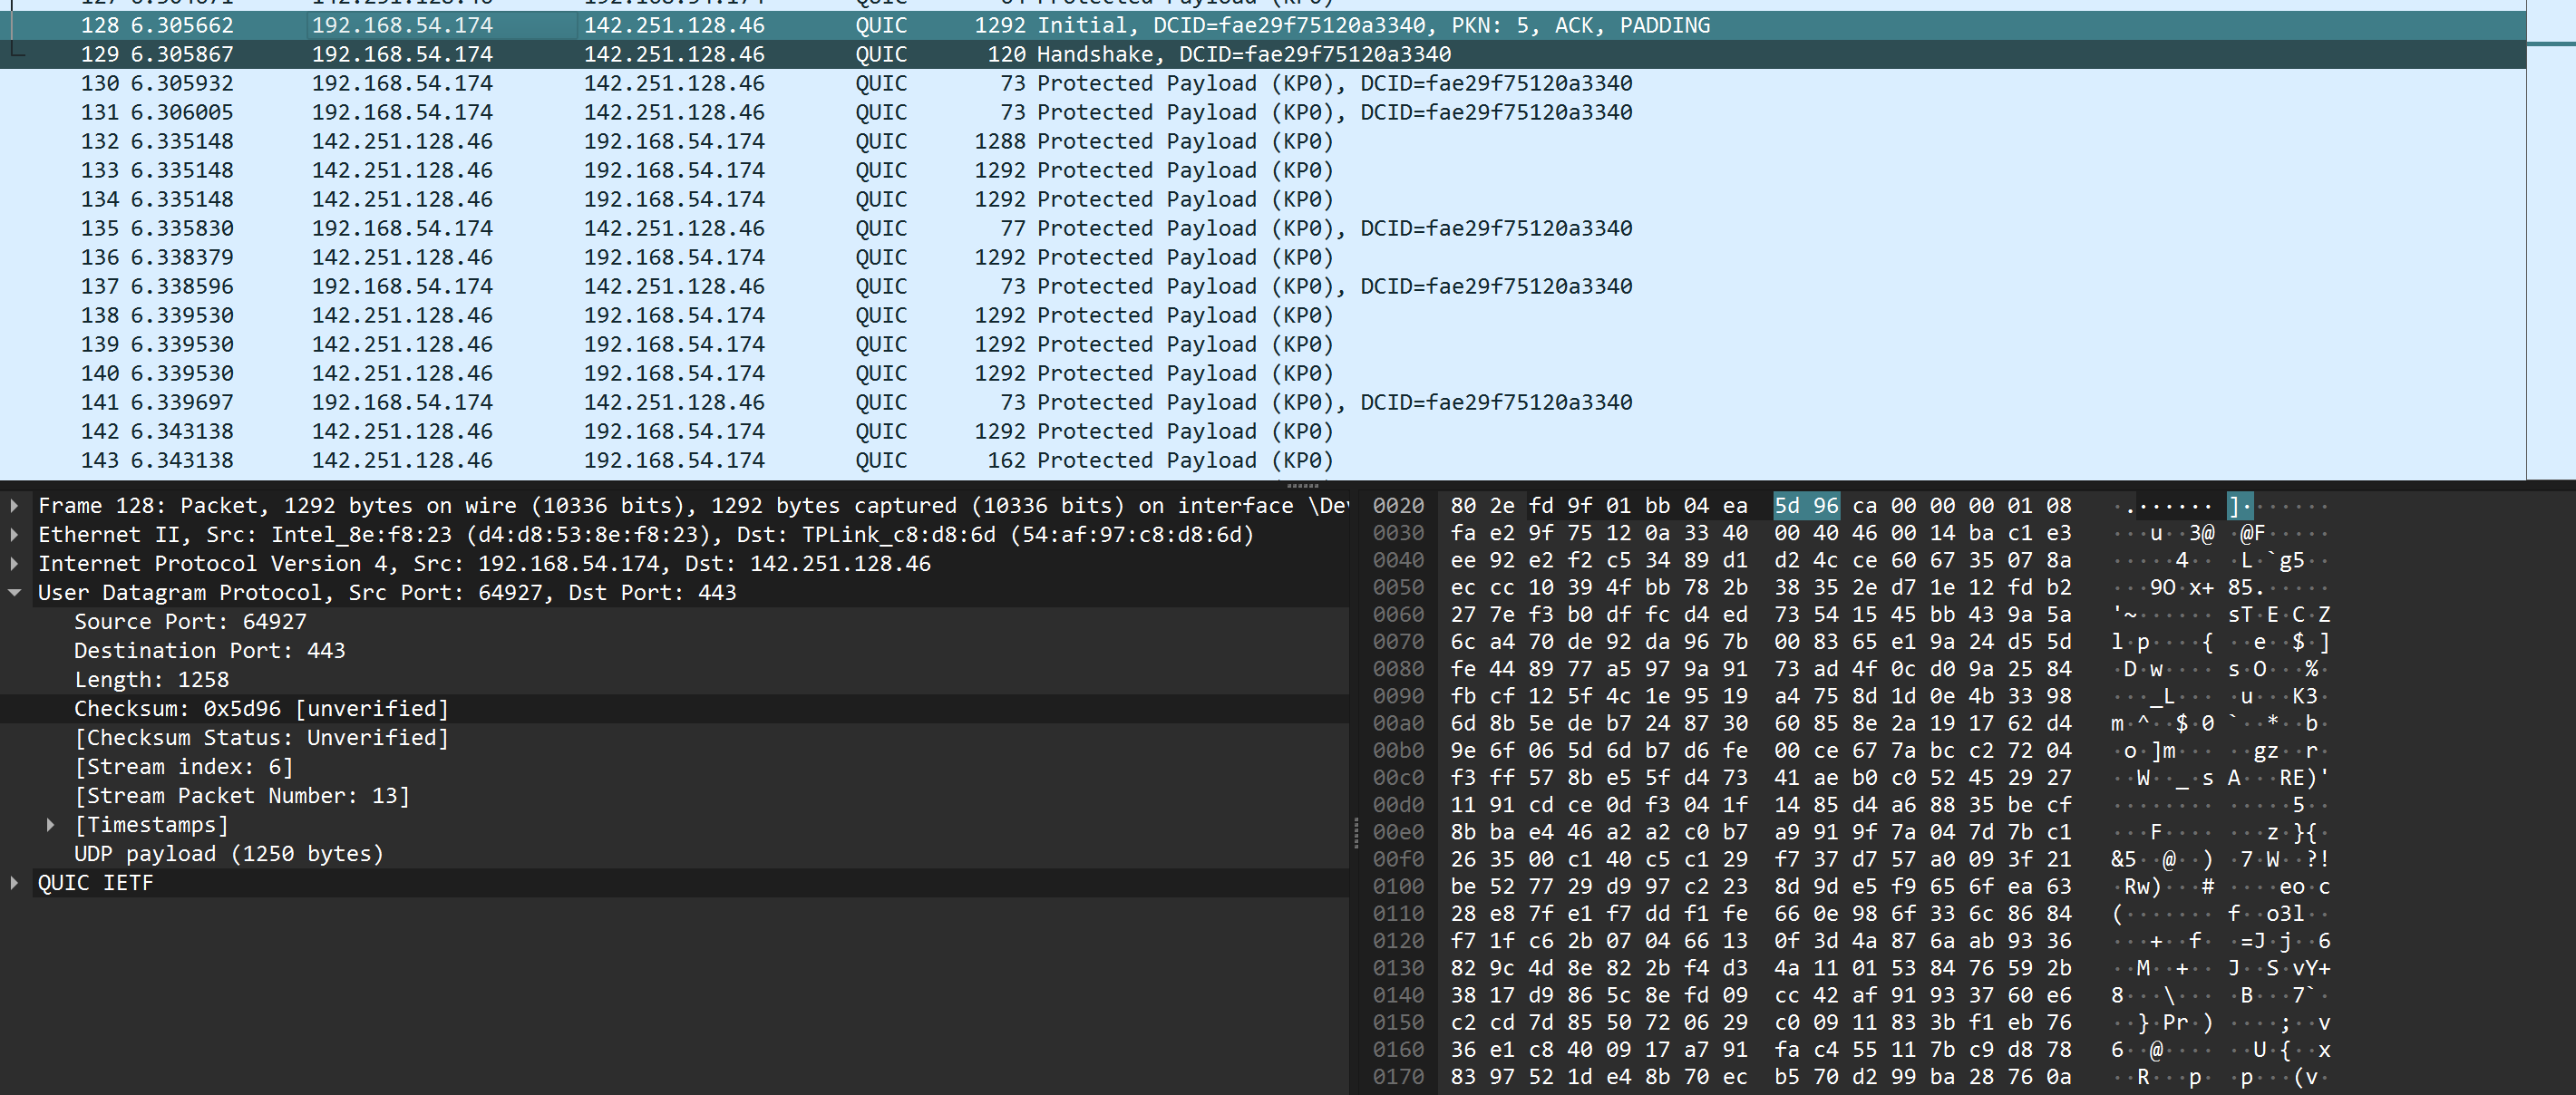 128 6.305662 192.168.54.174 142.251.128.46 QUIC 1292 Initial, DCID=fae29f75120a3340, PKN: 5, ACK, PADDING
129 6.305867 192.168.54.174 142.251.128.46 QUIC 120 Handshake, DCID=fae29f75120a3340
130 6.305932 192.168.54.174 142.251.128.46 QUIC 73 Protected Payload (KP0), DCID=fae29f75120a3340
131 6.306005 192.168.54.174 142.251.128.46 QUIC 73 Protected Payload (KP0), DCID=fae29f75120a3340
132 6.335148 142.251.128.46 192.168.54.174 QUIC 1288 Protected Payload (KP0)
133 6.335148 142.251.128.46 192.168.54.174 QUIC 1292 Protected Payload (KP0)
134 6.335148 142.251.128.46 192.168.54.174 QUIC 1292 Protected Payload (KP0)
135 6.335830 192.168.54.174 142.251.128.46 QUIC 77 Protected Payload (KP0), DCID=fae29f75120a3340
136 6.338379 142.251.128.46 192.168.54.174 QUIC 1292 Protected Payload (KP0)
137 6.338596 192.168.54.174 142.251.128.46 QUIC 73 Protected Payload (KP0), DCID=fae29f75120a3340
138 6.339530 142.251.128.46 192.168.54.174 QUIC 1292 Protected Payload (KP0)
139 6.339530 142.251.128.46 192.168.54.174 QUIC 1292 Protected Payload (KP0)
140 6.339530 142.251.128.46 192.168.54.174 QUIC 1292 Protected Payload (KP0)
141 6.339697 192.168.54.174 142.251.128.46 QUIC 73 Protected Payload (KP0), DCID=fae29f75120a3340
142 6.343138 142.251.128.46 192.168.54.174 QUIC 1292 Protected Payload (KP0)
143 6.343138 142.251.128.46 192.168.54.174 QUIC 162 Protected Payload (KP0)
Frame 128: Packet, 1292 bytes on wire (10336 bits), 1292 bytes captured (10336 bits) on interface \Dev
Ethernet II, Src: Intel_8e:f8:23 (d4:d8:53:8e:f8:23), Dst: TPLink_c8:d8:6d (54:af:97:c8:d8:6d)
Internet Protocol Version 4, Src: 192.168.54.174, Dst: 142.251.128.46
User Datagram Protocol, Src Port: 64927, Dst Port: 443
Source Port: 64927
Destination Port: 443
Length: 1258
Checksum: 0x5d96 [unverified]
[Checksum Status: Unverified]
[Stream index: 6]
[Stream Packet Number: 13]
[Timestamps]
UDP payload (1250 bytes)
QUIC IETF
0020 80 2e fd 9f 01 bb 04 ea 5d 96 ca 00 00 00 01 08 ·.······ ]·······
0030 fa e2 9f 75 12 0a 33 40 00 40 46 00 14 ba c1 e3 ···u··3@ ·@F·····
0040 ee 92 e2 f2 c5 34 89 d1 d2 4c ce 60 67 35 07 8a ·····4·· ·L·`g5··
0050 ec cc 10 39 4f bb 78 2b 38 35 2e d7 1e 12 fd b2 ···9O·x+ 85.·····
0060 27 7e f3 b0 df fc d4 ed 73 54 15 45 bb 43 9a 5a '~······ sT·E·C·Z
0070 6c a4 70 de 92 da 96 7b 00 83 65 e1 9a 24 d5 5d l·p····{ ··e··$·]
0080 fe 44 89 77 a5 97 9a 91 73 ad 4f 0c d0 9a 25 84 ·D·w···· s·O···%·
0090 fb cf 12 5f 4c 1e 95 19 a4 75 8d 1d 0e 4b 33 98 ···_L··· ·u···K3·
00a0 6d 8b 5e de b7 24 87 30 60 85 8e 2a 19 17 62 d4 m·^··$·0 `··*··b·
00b0 9e 6f 06 5d 6d b7 d6 fe 00 ce 67 7a bc c2 72 04 ·o·]m··· ··gz··r·
00c0 f3 ff 57 8b e5 5f d4 73 41 ae b0 c0 52 45 29 27 ··W··_·s A···RE)'
00d0 11 91 cd ce 0d f3 04 1f 14 85 d4 a6 88 35 be cf ········ ·····5··
00e0 8b ba e4 46 a2 a2 c0 b7 a9 91 9f 7a 04 7d 7b c1 ···F···· ···z·}{·
00f0 26 35 00 c1 40 c5 c1 29 f7 37 d7 57 a0 09 3f 21 &5··@··) ·7·W··?!
0100 be 52 77 29 d9 97 c2 23 8d 9d e5 f9 65 6f ea 63 ·Rw)···# ····eo·c
0110 28 e8 7f e1 f7 dd f1 fe 66 0e 98 6f 33 6c 86 84 (······· f··o3l··
0120 f7 1f c6 2b 07 04 66 13 0f 3d 4a 87 6a ab 93 36 ···+··f· ·=J·j··6
0130 82 9c 4d 8e 82 2b f4 d3 4a 11 01 53 84 76 59 2b ··M··+·· J··S·vY+
0140 38 17 d9 86 5c 8e fd 09 cc 42 af 91 93 37 60 e6 8···\··· ·B···7`·
0150 c2 cd 7d 85 50 72 06 29 c0 09 11 83 3b f1 eb 76 ··}·Pr·) ····;··v
0160 36 e1 c8 40 09 17 a7 91 fa c4 55 11 7b c9 d8 78 6··@···· ··U·{··x
0170 83 97 52 1d e4 8b 70 ec b5 70 d2 99 ba 28 76 0a ··R···p· ·p···(v·